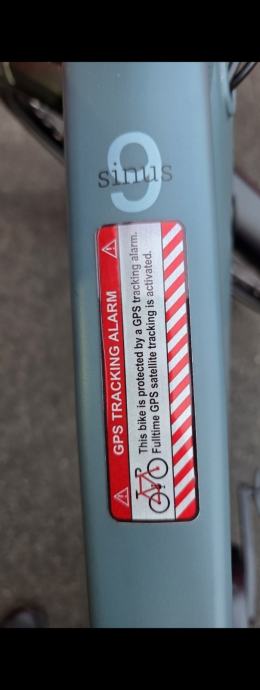 sinus
9
GPS TRACKING ALARM
This bike is protected by a GPS tracking alarm.
Fulltime GPS satellite tracking is activated.